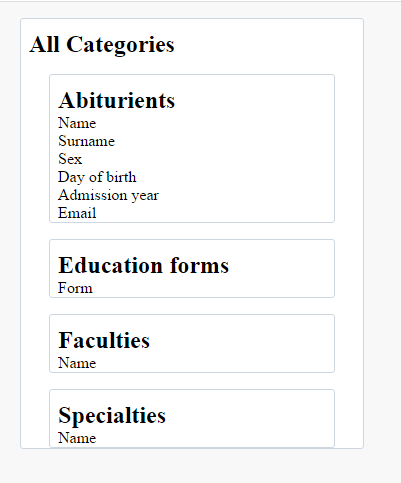 All Categories
Abiturients
Name
Surname
Sex
Day of birth
Admission year
Email
Education forms
Form
Faculties
Name
Specialties
Name